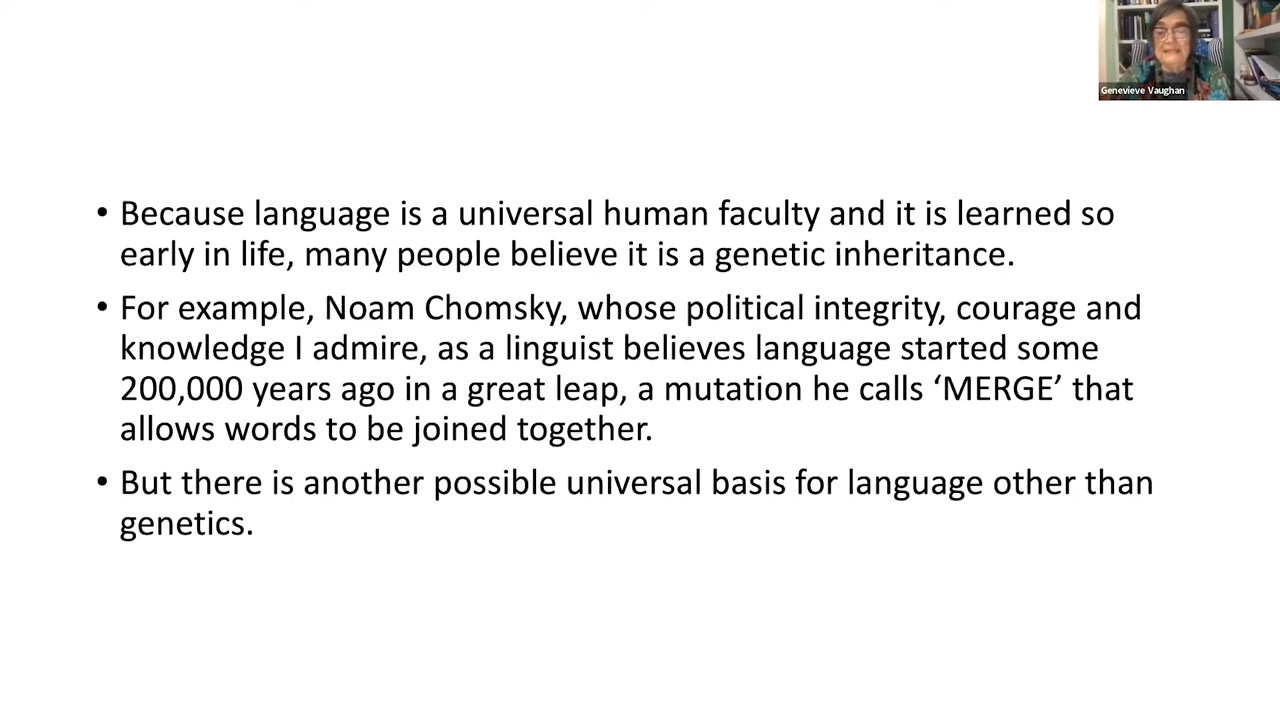 Genevieve Vaughan
• Because language is a universal human faculty and it is learned so
early in life, many people believe it is a genetic inheritance.
• For example, Noam Chomsky, whose political integrity, courage and
knowledge I admire, as a linguist believes language started some
200,000 years ago in a great leap, a mutation he calls ‘MERGE’ that
allows words to be joined together.
• But there is another possible universal basis for language other than
genetics.